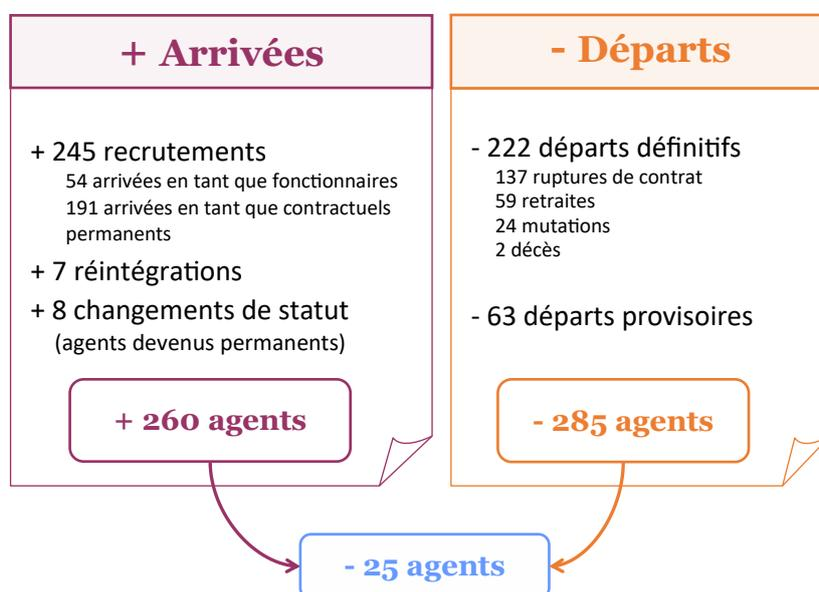 + Arrivées
+ 245 recrutements
54 arrivées en tant que fonctionnaires
191 arrivées en tant que contractuels
permanents
+ 7 réintégrations
+ 8 changements de statut
(agents devenus permanents)
+ 260 agents
- Départs
- 222 départs définitifs
137 ruptures de contrat
59 retraites
24 mutations
2 décès
- 63 départs provisoires
- 285 agents
- 25 agents